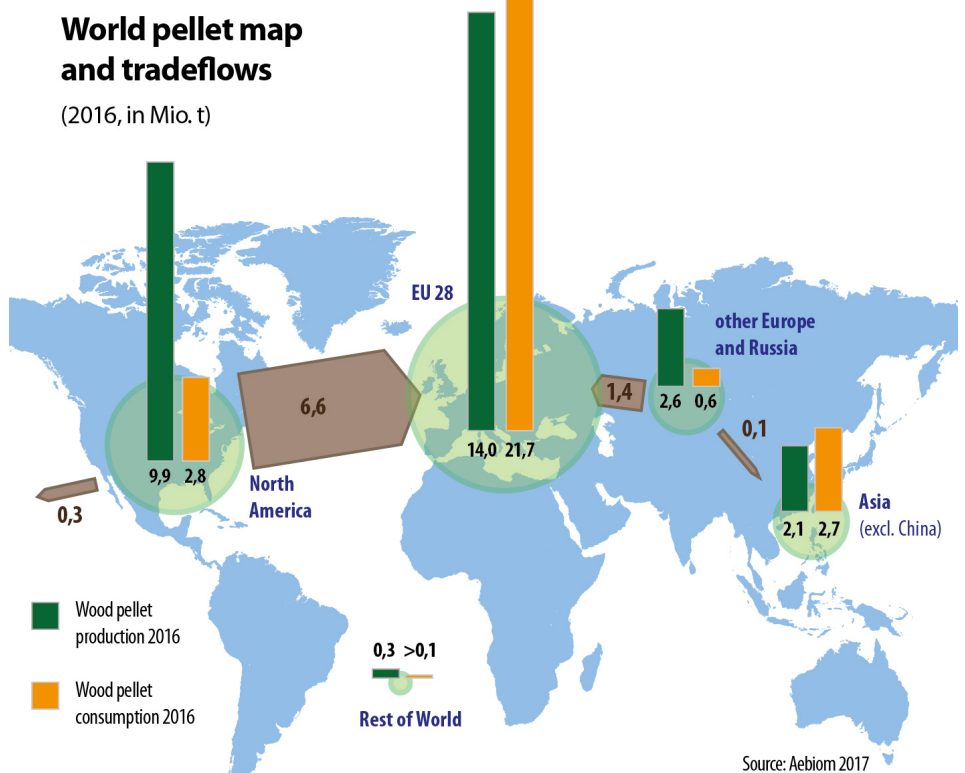 World pellet map
and tradeflows
(2016, in Mio. t)
EU 28
other Europe
and Russia
6,6
1,4
2,6 0,6
0,1
14,0 21,7
9,9 2,8
North
America
0,3
Asia
(excl. China)
2,1 2,7
Wood pellet
production 2016
Wood pellet
consumption 2016
0,3 >0,1
Rest of World
Source: Aebiom 2017